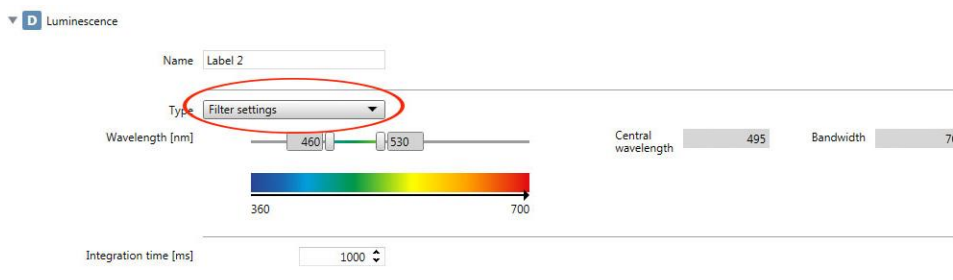 D Luminescence
Name Label 2
Type Filter settings
Wavelength [nm] 460 530 Central wavelength 495 Bandwidth
360 700
Integration time [ms] 1000